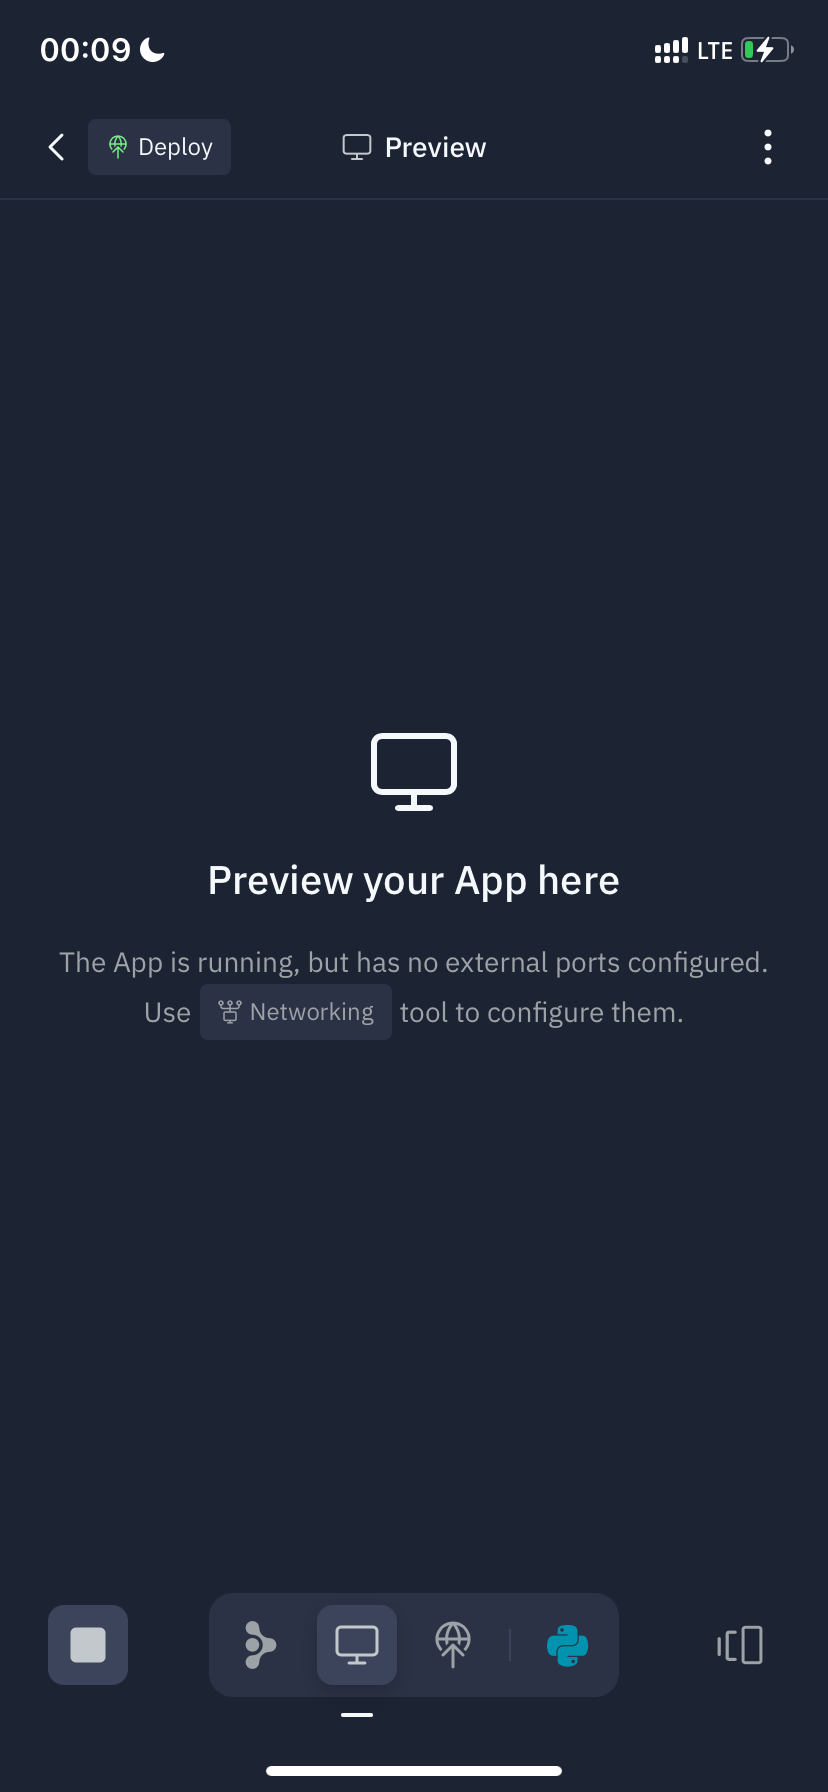 00:09 LTE
Deploy Preview
Preview your App here
The App is running, but has no external ports configured.
Use Networking tool to configure them.